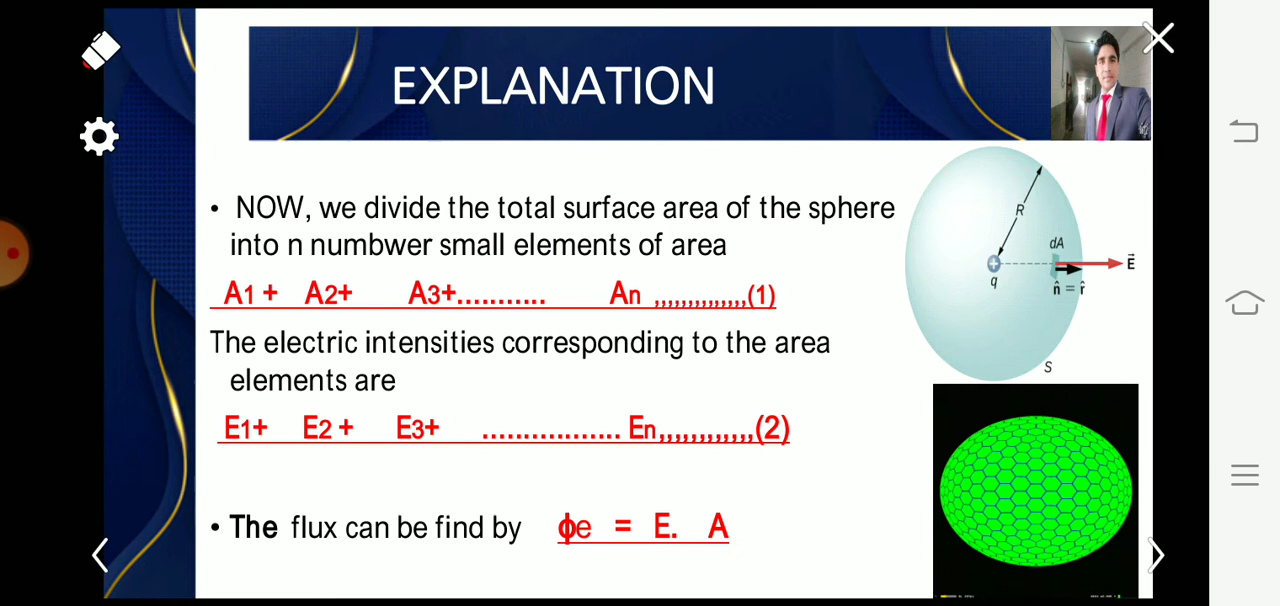 EXPLANATION
• NOW, we divide the total surface area of the sphere
into n numbwer small elements of area
A1 + A2+ A3+........... An ,,,,,,,,,,,,,,(1)
The electric intensities corresponding to the area
elements are
E1+ E2 + E3+ ................. En,,,,,,,,,,,,(2)
• The flux can be find by ϕe = E. A
R
dA
E⃗
+
q
n̂ = r̂
S